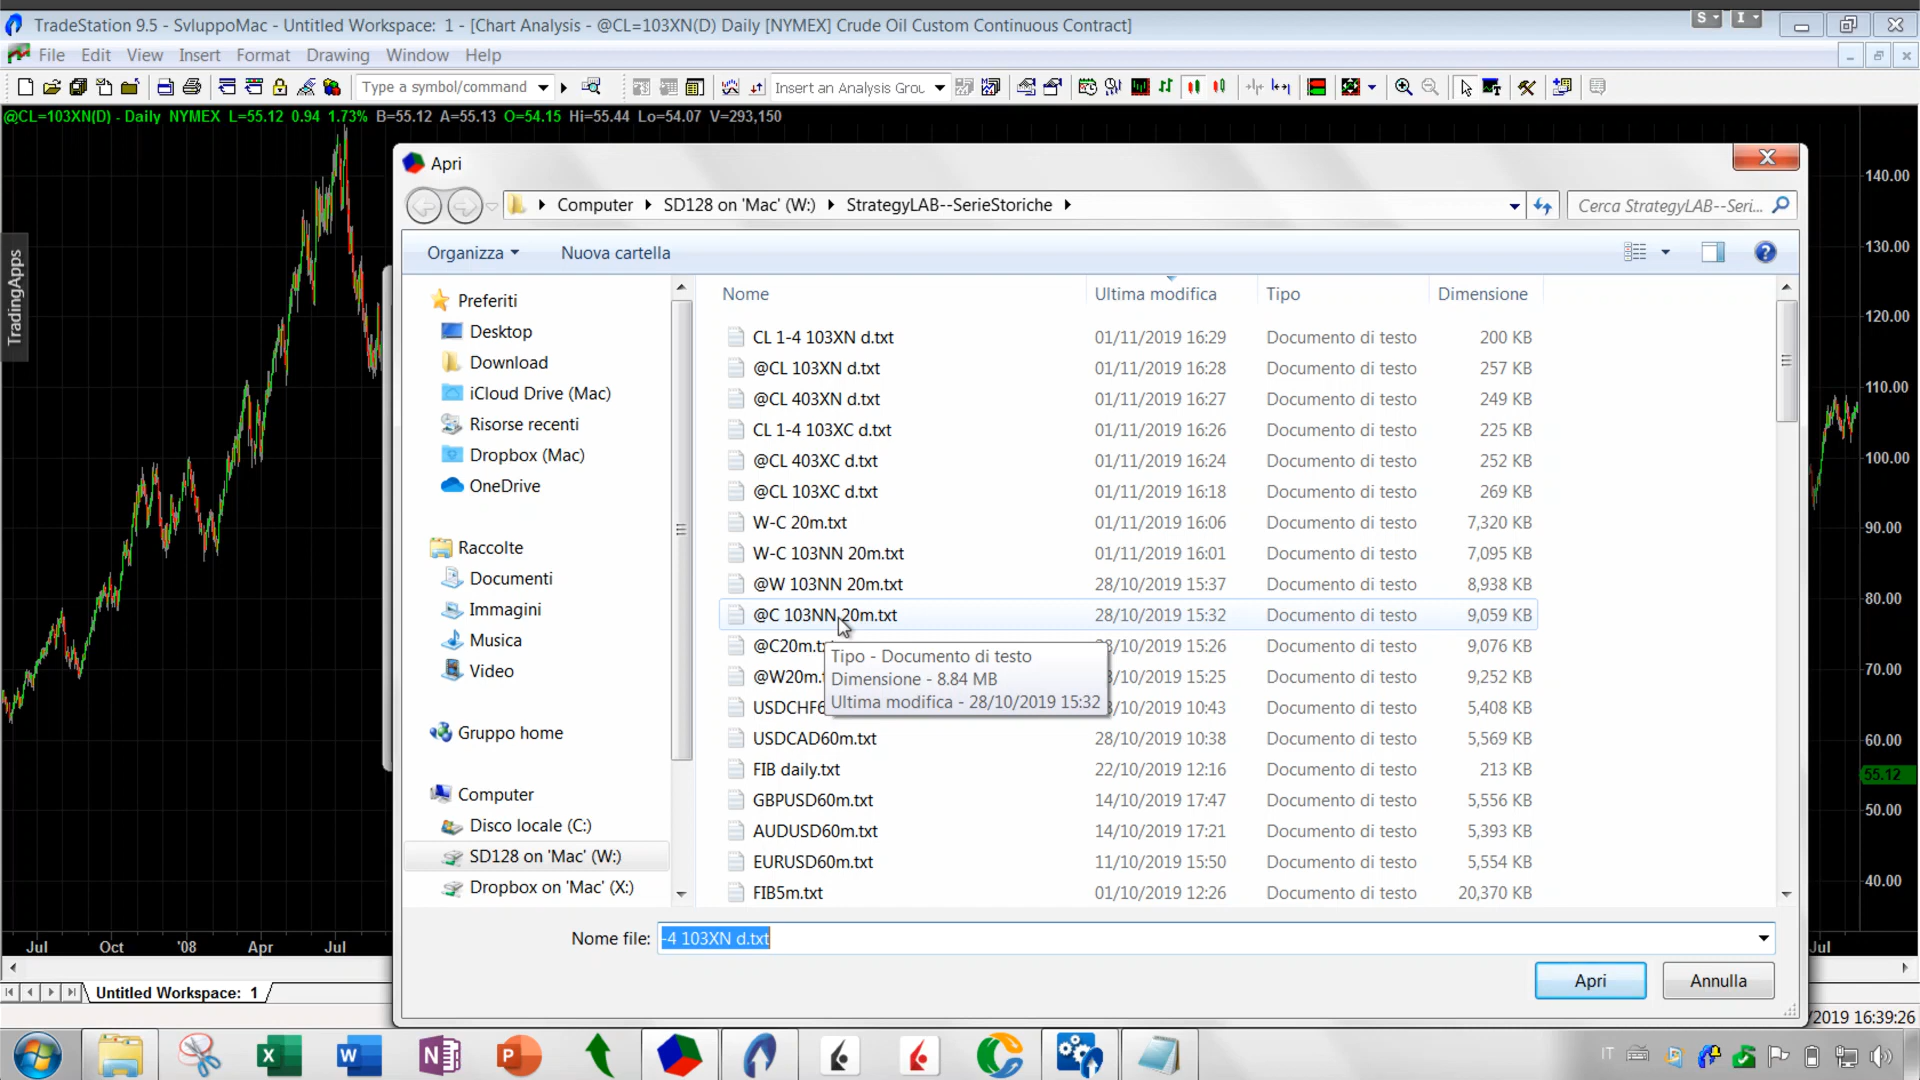 TradeStation 9.5 - SvluppoMac - Untitled Workspace: 1 - [Chart Analysis - @CL=103XN(D) Daily [NYMEX] Crude Oil Custom Continuous Contract]
S
I
File Edit View Insert Format Drawing Window Help
Type a symbol/command
Insert an Analysis Grou
@CL=103XN(D) - Daily NYMEX L=55.12 0.94 1.73% B=55.12 A=55.13 O=54.15 Hi=55.44 Lo=54.07 V=293,150
TradingApps
Apri
Computer SD128 on 'Mac' (W:) StrategyLAB--SerieStoriche
Cerca StrategyLAB--Seri...
Organizza Nuova cartella
Nome Ultima modifica Tipo Dimensione
Preferiti
Desktop
Download
iCloud Drive (Mac)
Risorse recenti
Dropbox (Mac)
OneDrive
Raccolte
Documenti
Immagini
Musica
Video
Gruppo home
Computer
Disco locale (C:)
SD128 on 'Mac' (W:)
Dropbox on 'Mac' (X:)
CL 1-4 103XN d.txt 01/11/2019 16:29 Documento di testo 200 KB
@CL 103XN d.txt 01/11/2019 16:28 Documento di testo 257 KB
@CL 403XN d.txt 01/11/2019 16:27 Documento di testo 249 KB
CL 1-4 103XC d.txt 01/11/2019 16:26 Documento di testo 225 KB
@CL 403XC d.txt 01/11/2019 16:24 Documento di testo 252 KB
@CL 103XC d.txt 01/11/2019 16:18 Documento di testo 269 KB
W-C 20m.txt 01/11/2019 16:06 Documento di testo 7,320 KB
W-C 103NN 20m.txt 01/11/2019 16:01 Documento di testo 7,095 KB
@W 103NN 20m.txt 28/10/2019 15:37 Documento di testo 8,938 KB
@C 103NN 20m.txt 28/10/2019 15:32 Documento di testo 9,059 KB
@C20m.t 8/10/2019 15:26 Documento di testo 9,076 KB
@W20m. 8/10/2019 15:25 Documento di testo 9,252 KB
USDCHF6 8/10/2019 10:43 Documento di testo 5,408 KB
USDCAD60m.txt 28/10/2019 10:38 Documento di testo 5,569 KB
FIB daily.txt 22/10/2019 12:16 Documento di testo 213 KB
GBPUSD60m.txt 14/10/2019 17:47 Documento di testo 5,556 KB
AUDUSD60m.txt 14/10/2019 17:21 Documento di testo 5,393 KB
EURUSD60m.txt 11/10/2019 15:50 Documento di testo 5,554 KB
FIB5m.txt 01/10/2019 12:26 Documento di testo 20,370 KB
Tipo - Documento di testo
Dimensione - 8.84 MB
Ultima modifica - 28/10/2019 15:32
Nome file: -4 103XN d.txt
Apri Annulla
140.00
130.00
120.00
110.00
100.00
90.00
80.00
70.00
60.00
55.12
50.00
40.00
Jul Oct '08 Apr Jul Jul
Untitled Workspace: 1
/2019 16:39:26
IT